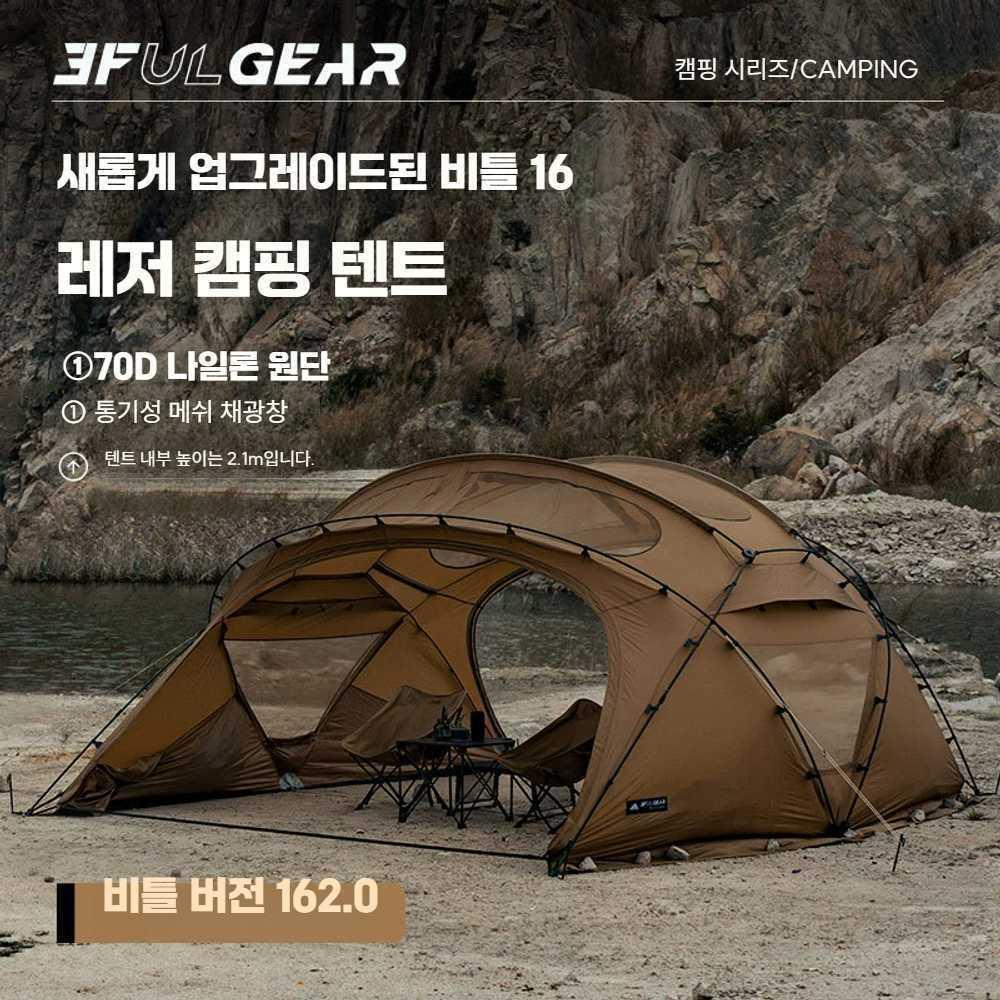 3FULGEAR
캠핑 시리즈/CAMPING
새롭게 업그레이드된 비틀 16
레저 캠핑 텐트
①70D 나일론 원단
① 통기성 메쉬 채광창
텐트 내부 높이는 2.1m입니다.
3FULGEAR
비틀 버전 162.0